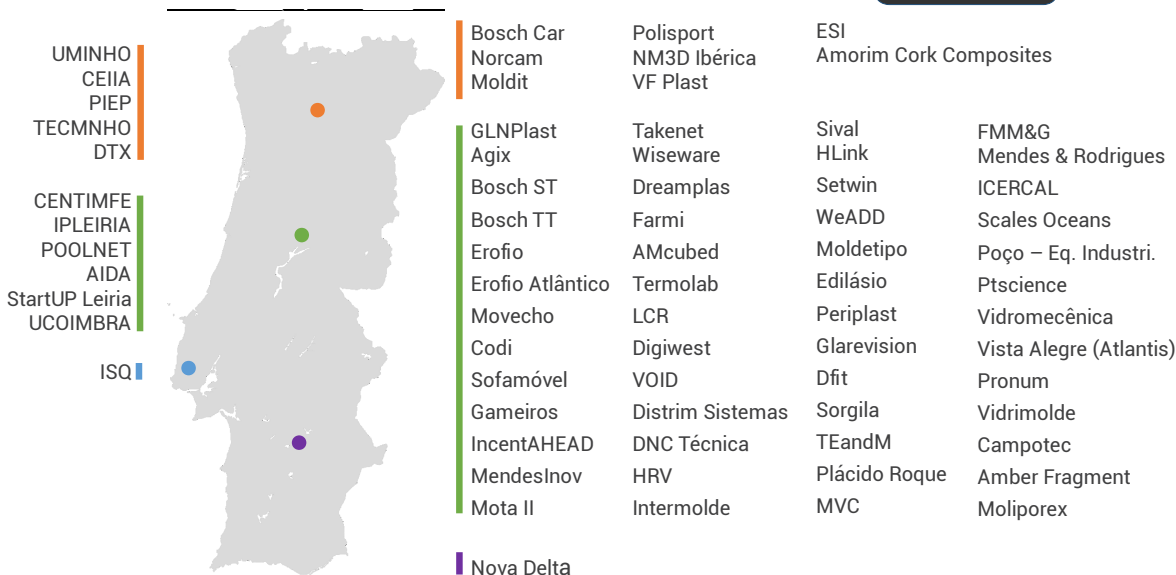 UMINHO
CEIIA
PIEP
TECMNHO
DTX
CENTIMFE
IPLEIRIA
POOLNET
AIDA
StartUP Leiria
UCOIMBRA
ISQ
Bosch Car Polisport ESI
Norcam NM3D Ibérica Amorim Cork Composites
Moldit VF Plast
GLNPlast Takenet Sival FMM&G
Agix Wiseware HLink Mendes & Rodrigues
Bosch ST Dreamplas Setwin ICERCAL
Bosch TT Farmi WeADD Scales Oceans
Erofio AMcubed Moldetipo Poço – Eq. Industri.
Erofio Atlântico Termolab Edilásio Ptscience
Movecho LCR Periplast Vidromecênica
Codi Digiwest Glarevision Vista Alegre (Atlantis)
Sofamóvel VOID Dfit Pronum
Gameiros Distrim Sistemas Sorgila Vidrimolde
IncentAHEAD DNC Técnica TEandM Campotec
MendesInov HRV Plácido Roque Amber Fragment
Mota II Intermolde MVC Moliporex
Nova Delta